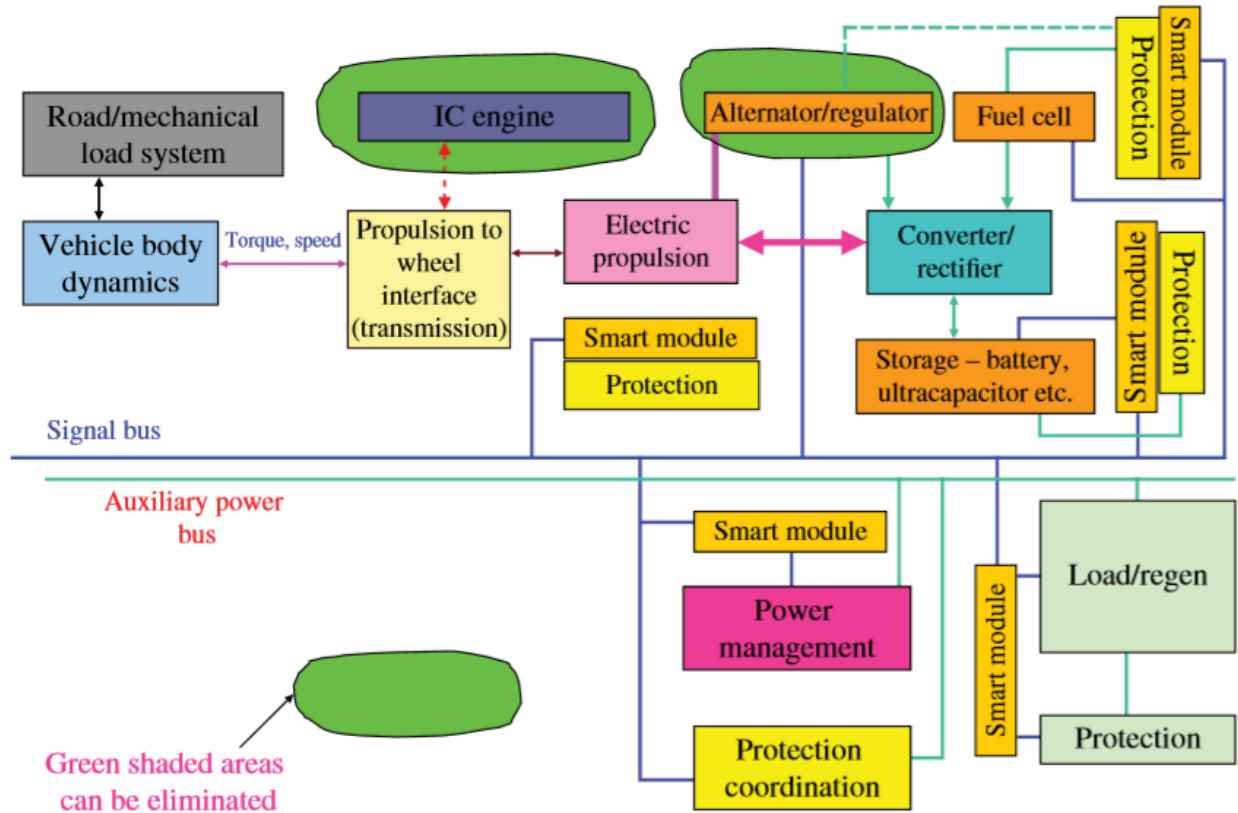 Road/mechanical
load system
IC engine
Alternator/regulator
Fuel cell
Protection
Smart module
Vehicle body
dynamics
Torque, speed
Propulsion to
wheel
interface
(transmission)
Electric
propulsion
Converter/
rectifier
Smart module
Protection
Storage – battery,
ultracapacitor etc.
Smart module
Protection
Signal bus
Auxiliary power
bus
Smart module
Power
management
Smart module
Load/regen
Protection
Protection
coordination
Green shaded areas
can be eliminated